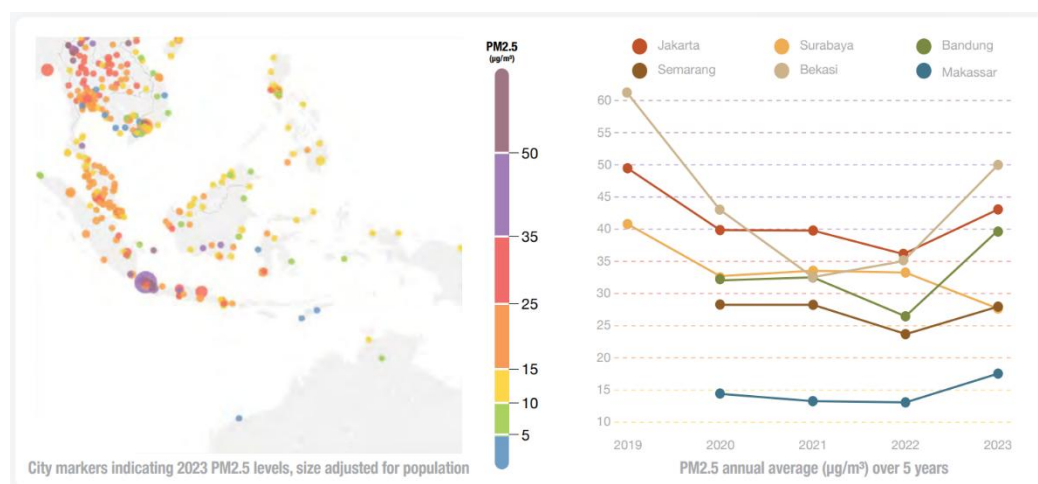 PM2.5
(µg/m³)
50
35
25
15
10
5
City markers indicating 2023 PM2.5 levels, size adjusted for population
Jakarta
Surabaya
Bandung
Semarang
Bekasi
Makassar
60
55
50
45
40
35
30
25
20
15
10
2019
2020
2021
2022
2023
PM2.5 annual average (µg/m³) over 5 years